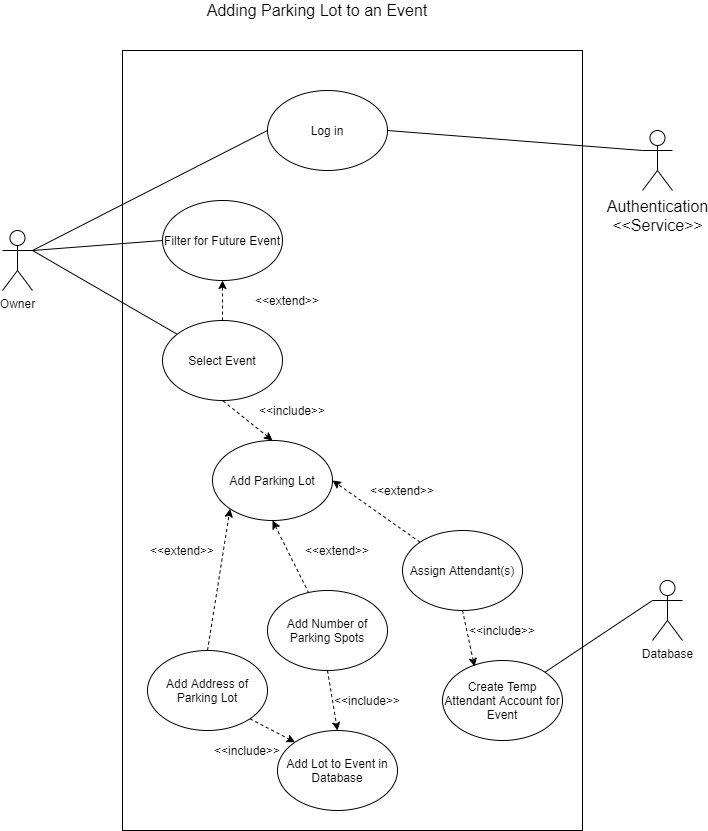 Adding Parking Lot to an Event
Log in
Authentication
<<Service>>
Filter for Future Event
Owner
<<extend>>
Select Event
<<include>>
Add Parking Lot
<<extend>>
<<extend>>
<<extend>>
Assign Attendant(s)
Add Number of
Parking Spots
<<include>>
Database
Add Address of
Parking Lot
Create Temp
Attendant Account for
Event
<<include>>
<<include>>
Add Lot to Event in
Database